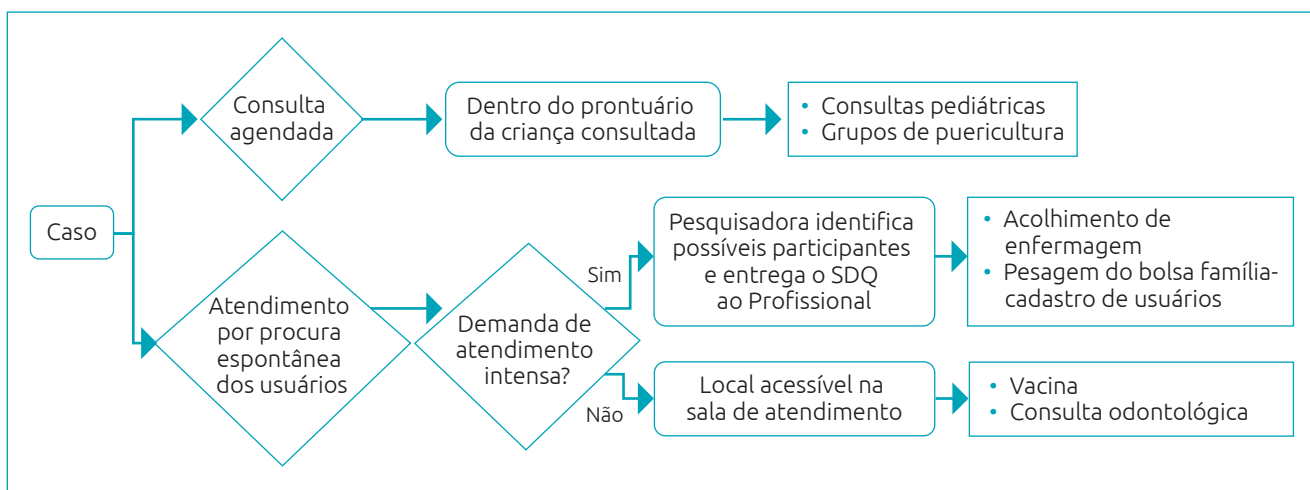 Caso
Consulta
agendada
Dentro do prontuário
da criança consultada
• Consultas pediátricas
• Grupos de puericultura
Atendimento
por procura
espontânea
dos usuários
Demanda de
atendimento
intensa?
Sim
Pesquisadora identifica
possíveis participantes
e entrega o SDQ
ao Profissional
• Acolhimento de
enfermagem
• Pesagem do bolsa família-
cadastro de usuários
Não
Local acessível na
sala de atendimento
• Vacina
• Consulta odontológica